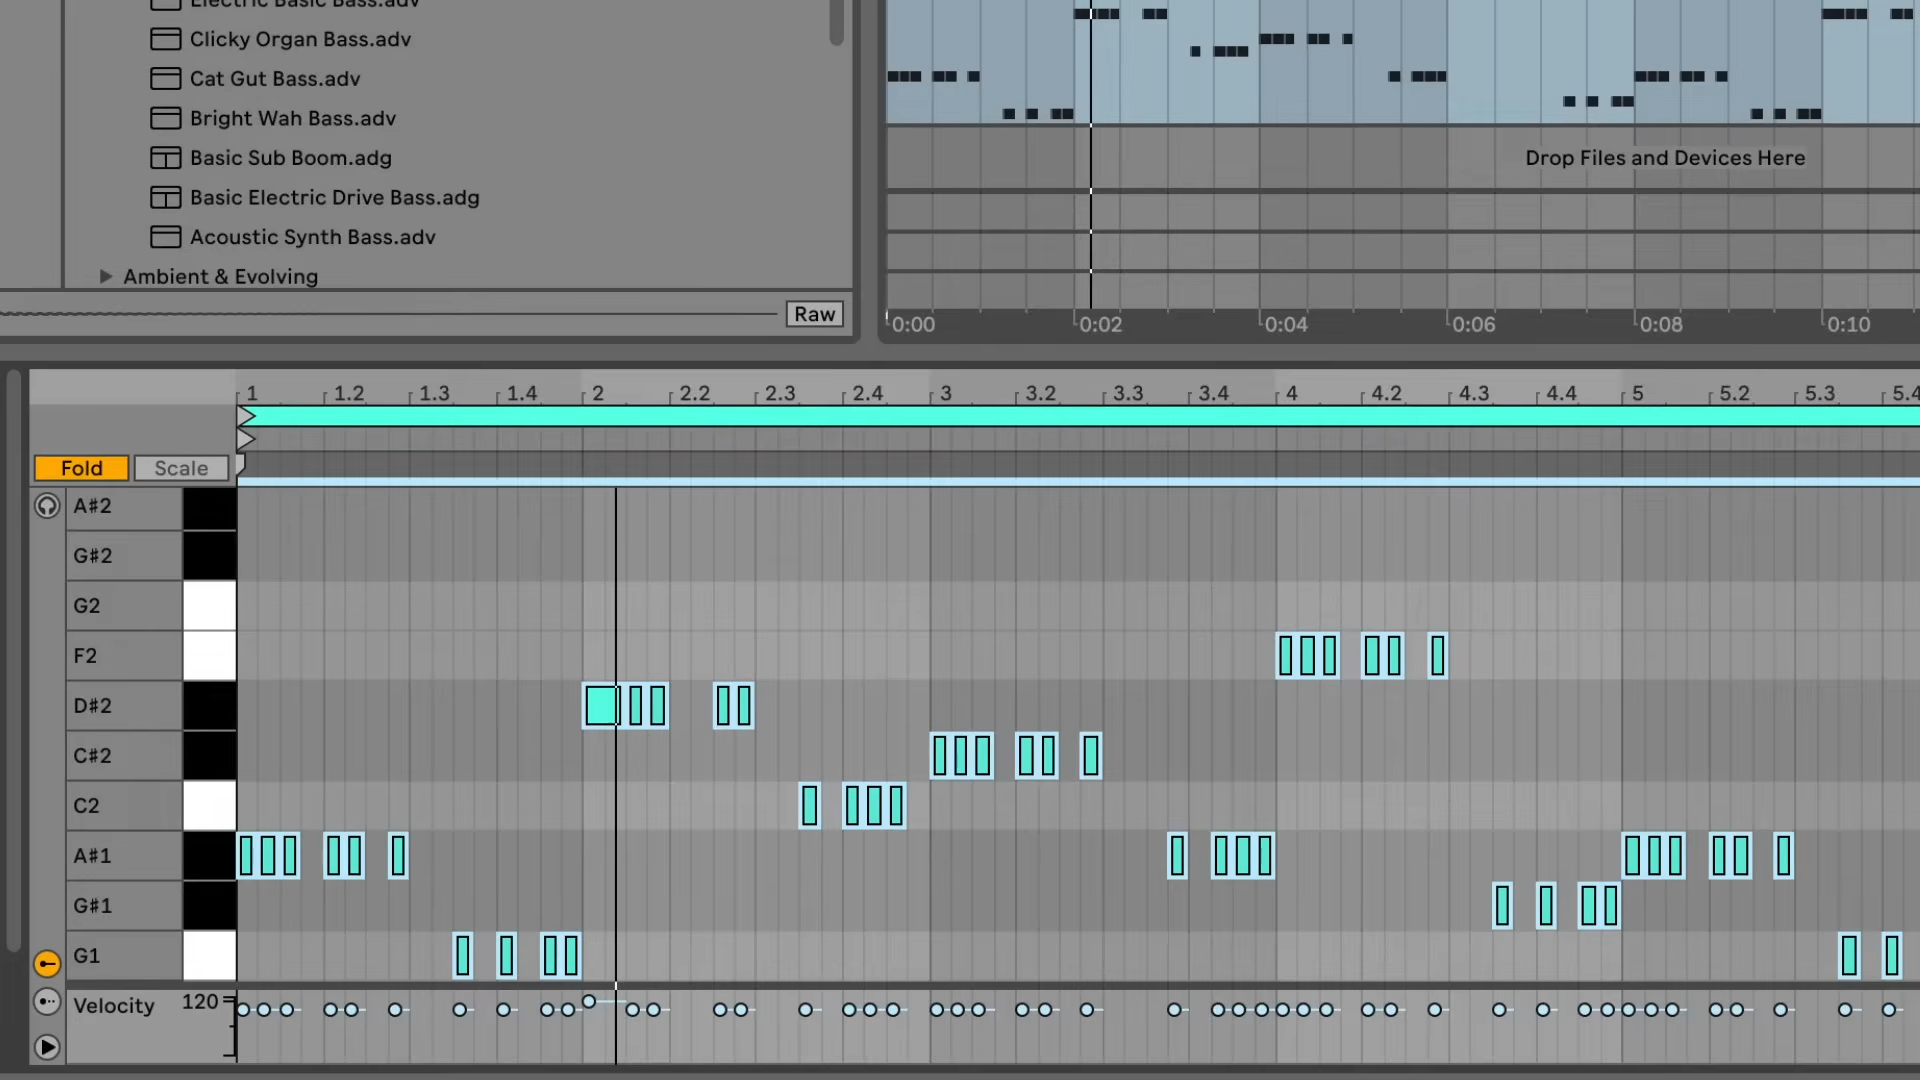 Electric Basic Bass.adv
Clicky Organ Bass.adv
Cat Gut Bass.adv
Bright Wah Bass.adv
Basic Sub Boom.adg
Basic Electric Drive Bass.adg
Acoustic Synth Bass.adv
Ambient & Evolving
Raw
Drop Files and Devices Here
0:00 0:02 0:04 0:06 0:08 0:10
1 1.2 1.3 1.4 2 2.2 2.3 2.4 3 3.2 3.3 3.4 4 4.2 4.3 4.4 5 5.2 5.3 5.4
Fold Scale
A♯2
G♯2
G2
F2
D♯2
C♯2
C2
A♯1
G♯1
G1
Velocity 120